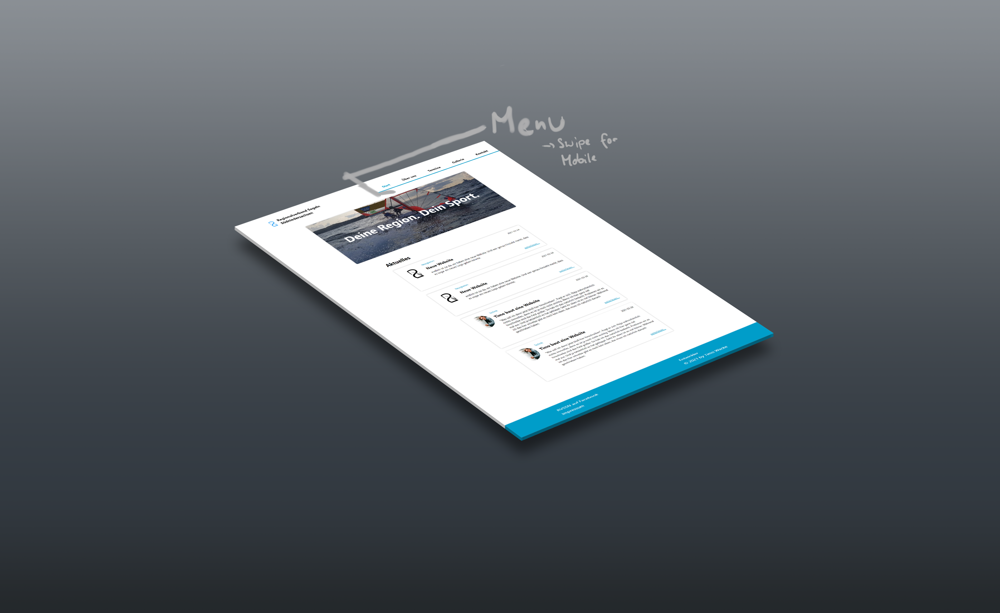 Menu
→ Swipe for
Mobile
Regionalverband Segeln
Südniedersachsen
Start Über uns Termine Gallerie Kontakt
Deine Region. Dein Sport.
Aktuelles
Neuigkeiten
2021-03-24
Neue Website
endlich ist sie da, wir haben eine neue Website. Und wer genau hinsieht merkt, dass
es sogar ein neues Logo geben könnte.
weiterlesen...
Neuigkeiten
2021-03-24
Neue Website
endlich ist sie da, wir haben eine neue Website. Und wer genau hinsieht merkt, dass
es sogar ein neues Logo geben könnte.
weiterlesen...
Technik
2021-03-24
Timo baut eine Website
"Was soll ich denn jetzt bloß hier hinschreiben", fragt er sich. Naja wahrscheinlich
nichts sinnvolles, denn es ist ja noch nicht wichtig. Wenn ich hier ganz viel
hinschreibe wird das Feld größer. So hab ich das natürlich bedacht. Probieren wir es
mal aus. Und ja tatsächlich es hat geklappt. Seht ihr oben ist es viel kleiner. Während
ich das hier schreibe gibt es noch kein oben, das muss ich natürlich danach
geschrieben haben.
weiterlesen...
Technik
2021-03-24
Timo baut eine Website
"Was soll ich denn jetzt bloß hier hinschreiben", fragt er sich. Naja wahrscheinlich
nichts sinnvolles, denn es ist ja noch nicht wichtig. Wenn ich hier ganz viel
hinschreibe wird das Feld größer. So hab ich das natürlich bedacht. Probieren wir es
mal aus. Und ja tatsächlich es hat geklappt. Seht ihr oben ist es viel kleiner. Während
ich das hier schreibe gibt es noch kein oben, das muss ich natürlich danach
geschrieben haben.
weiterlesen...
RVSSN auf Facebook
Impressum
Entwickler
© 2021 by Timo Wacke